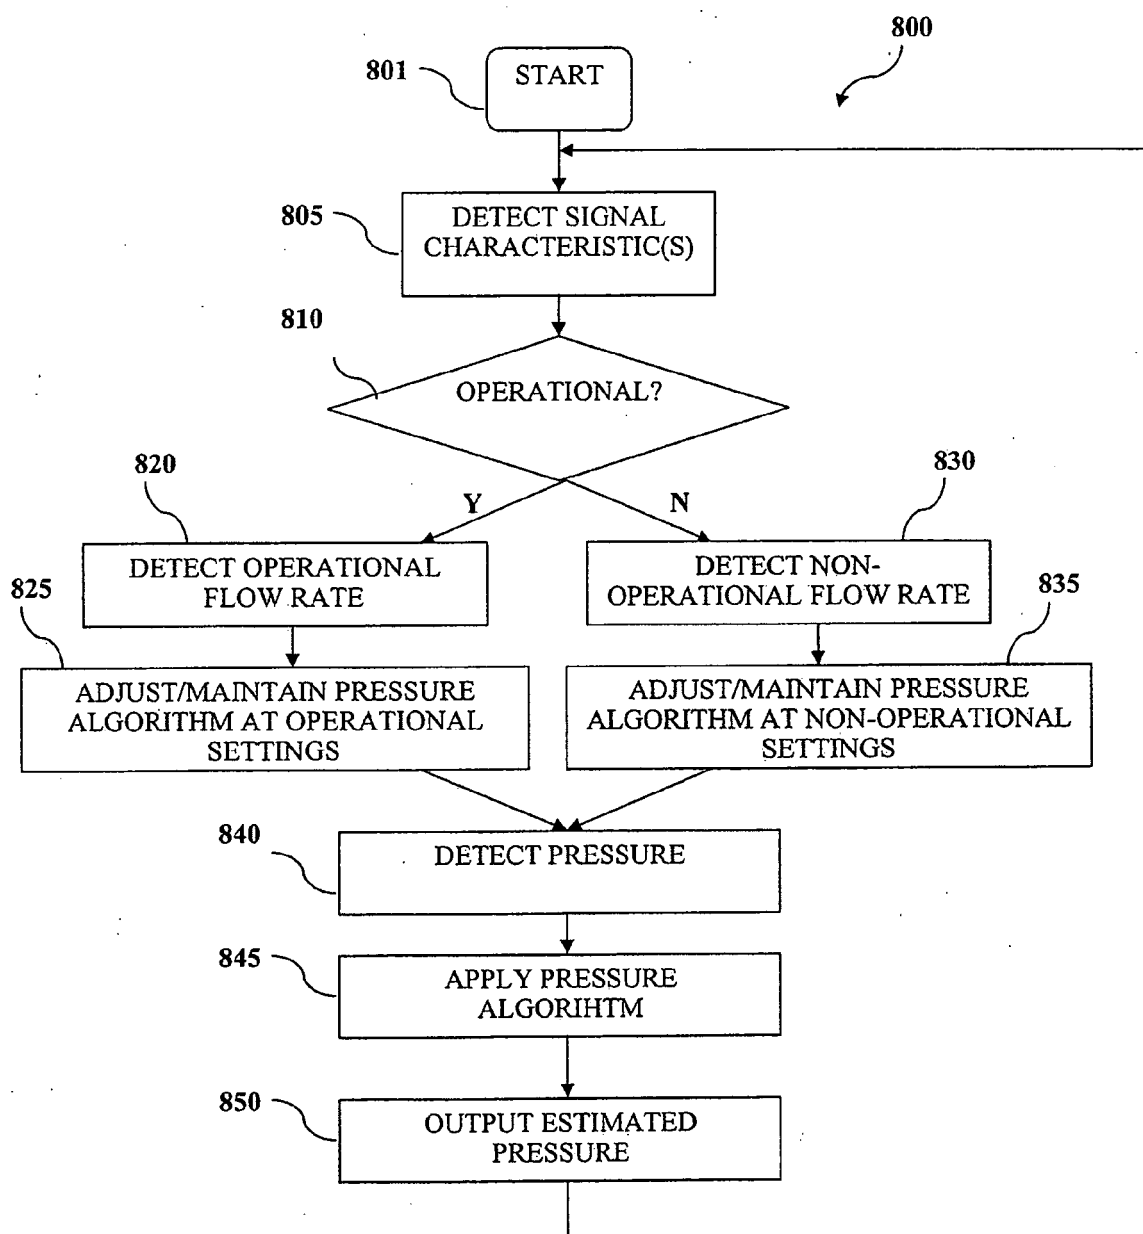 800
801
START
805
DETECT SIGNAL
CHARACTERISTIC(S)
810
OPERATIONAL?
820
Y
N
830
DETECT OPERATIONAL
FLOW RATE
DETECT NON-
OPERATIONAL FLOW RATE
825
835
ADJUST/MAINTAIN PRESSURE
ALGORITHM AT OPERATIONAL
SETTINGS
ADJUST/MAINTAIN PRESSURE
ALGORITHM AT NON-OPERATIONAL
SETTINGS
840
DETECT PRESSURE
845
APPLY PRESSURE
ALGORIHTM
850
OUTPUT ESTIMATED
PRESSURE